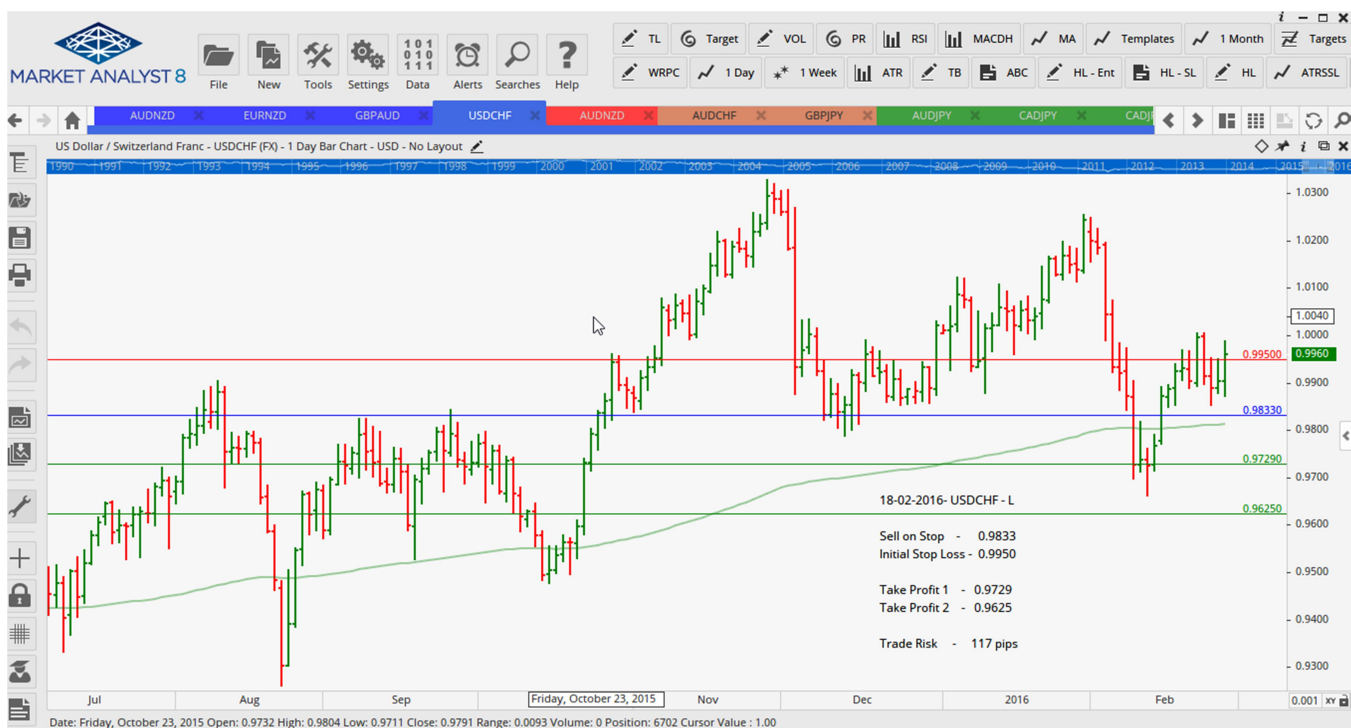 MARKET ANALYST 8
File New Tools Settings Data Alerts Searches Help
101
010
111
TL Target VOL PR RSI MACDH MA Templates 1 Month Targets
WRPC 1 Day 1 Week ATR TB ABC HL - Ent HL - SL HL ATRSSL
AUDNZD EURNZD GBPAUD USDCHF AUDNZD AUDCHF GBPJPY AUDJPY CADJPY CADJ
US Dollar / Switzerland Franc - USDCHF (FX) - 1 Day Bar Chart - USD - No Layout
1990 1991 1992 1993 1994 1995 1996 1997 1998 1999 2000 2001 2002 2003 2004 2005 2006 2007 2008 2009 2010 2011 2012 2013 2014 2015 2016
1.0300
1.0200
1.0100
1.0040
1.0000
0.99500 0.9960
0.9900
0.98330
0.9800
0.97290
0.9700
18-02-2016- USDCHF - L
0.96250
0.9600
Sell on Stop - 0.9833
Initial Stop Loss - 0.9950
0.9500
Take Profit 1 - 0.9729
Take Profit 2 - 0.9625
0.9400
Trade Risk - 117 pips
0.9300
Jul Aug Sep Friday, October 23, 2015 Nov Dec 2016 Feb 0.001 XY
Date: Friday, October 23, 2015 Open: 0.9732 High: 0.9804 Low: 0.9711 Close: 0.9791 Range: 0.0093 Volume: 0 Position: 6702 Cursor Value : 1.00